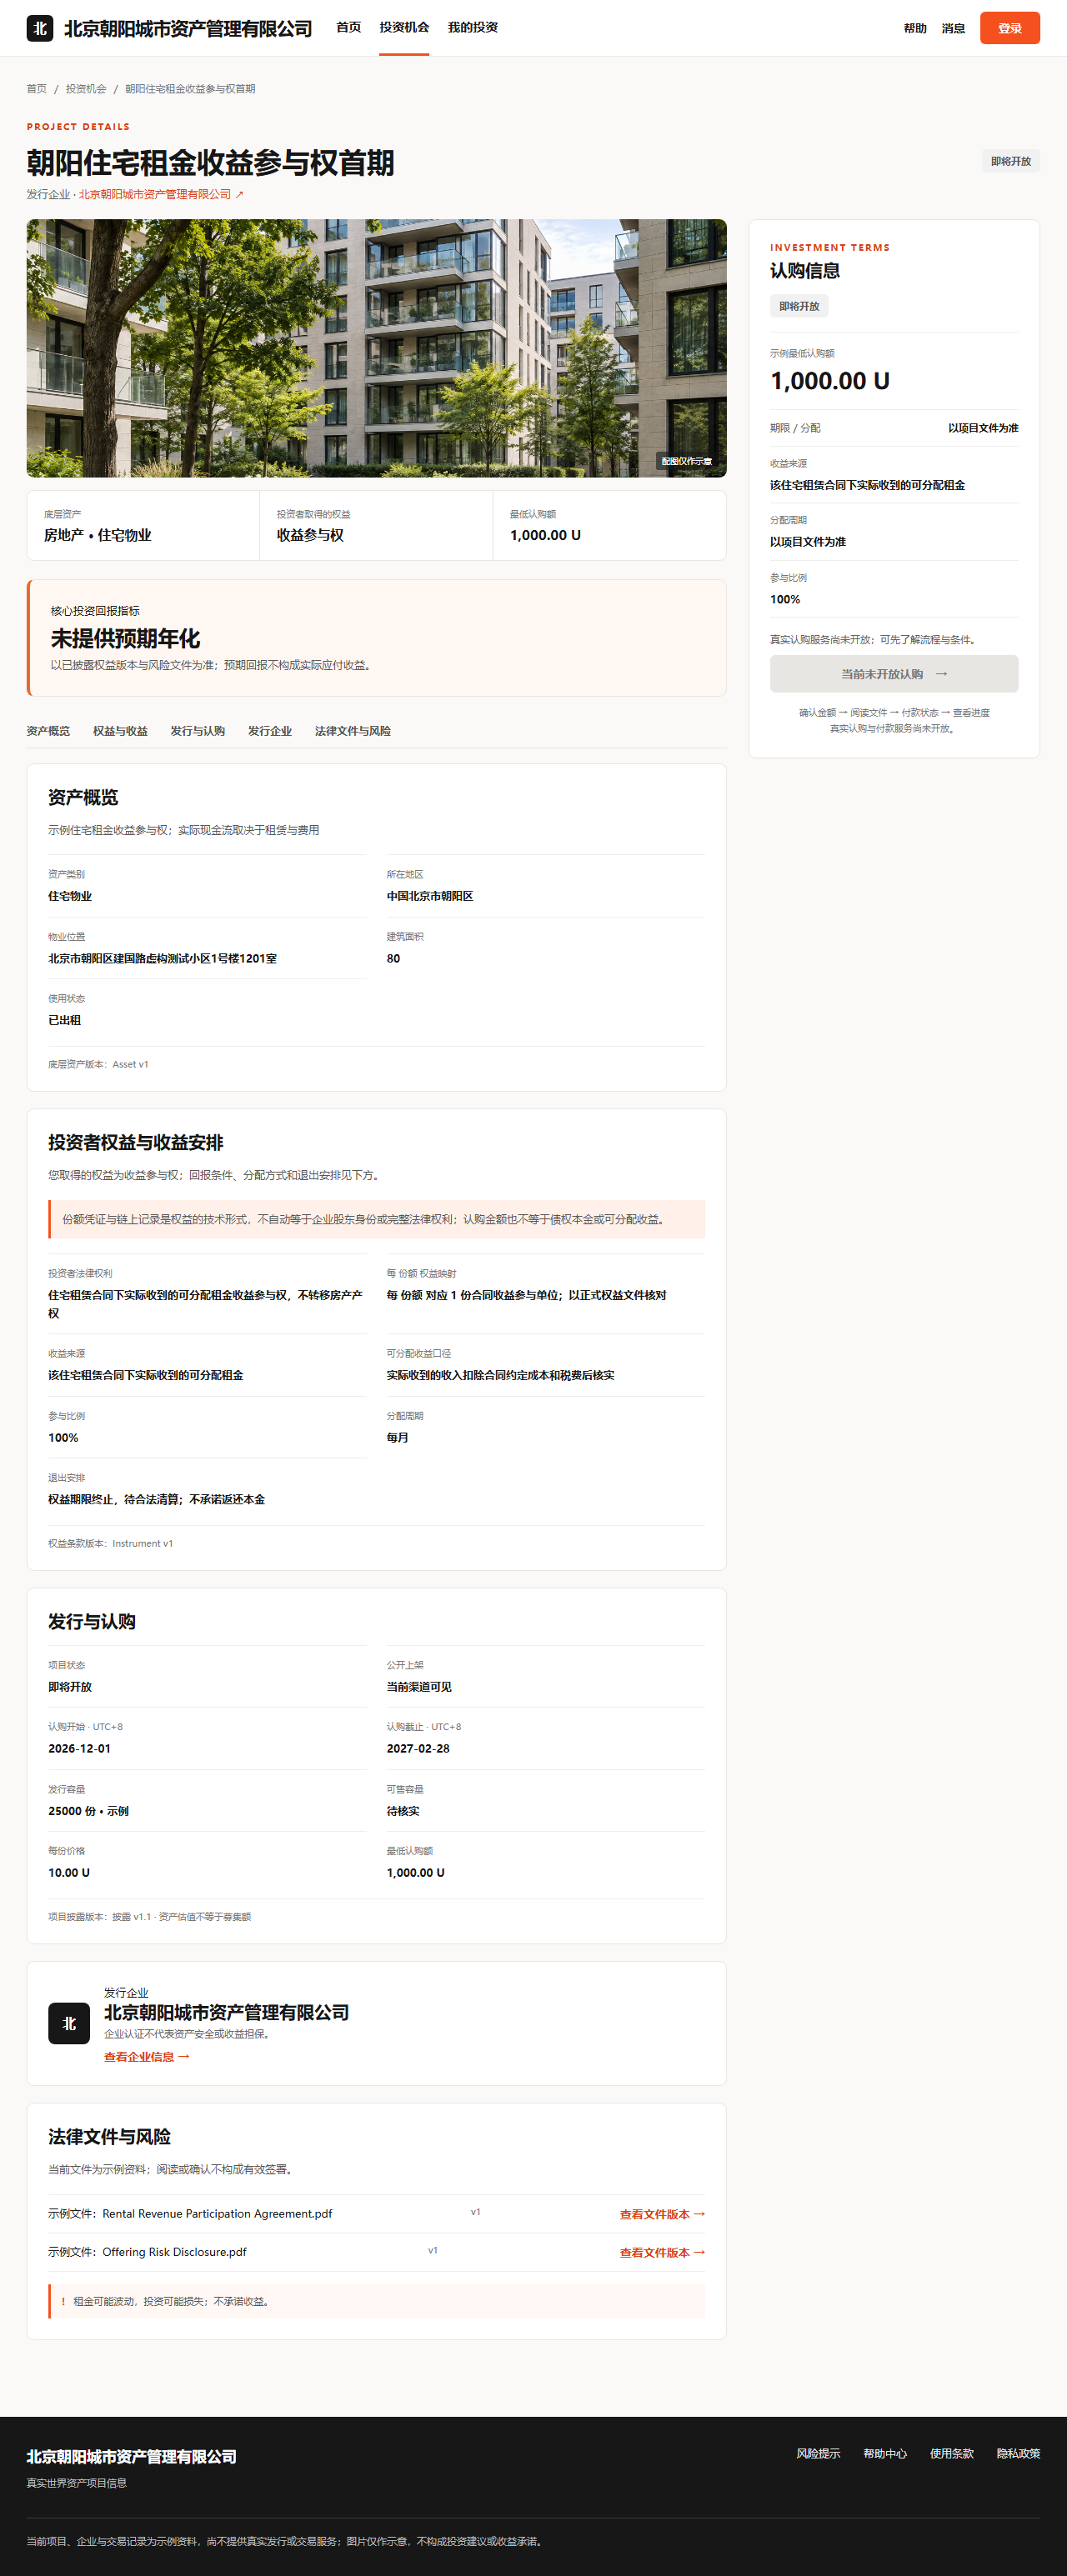 北 北京朝阳城市资产管理有限公司 首页 投资机会 我的投资 帮助 消息 登录
首页 / 投资机会 / 朝阳住宅租金收益参与权首期
PROJECT DETAILS
朝阳住宅租金收益参与权首期
即将开放
发行企业 · 北京朝阳城市资产管理有限公司 ↗
配图仅作示意
底层资产
房地产 • 住宅物业
投资者取得的权益
收益参与权
最低认购额
1,000.00 U
核心投资回报指标
未提供预期年化
以已披露权益版本与风险文件为准；预期回报不构成实际应付收益。
INVESTMENT TERMS
认购信息
即将开放
示例最低认购额
1,000.00 U
期限 / 分配 以项目文件为准
收益来源
该住宅租赁合同下实际收到的可分配租金
分配周期
以项目文件为准
参与比例
100%
真实认购服务尚未开放；可先了解流程与条件。
当前未开放认购 →
确认金额 → 阅读文件 → 付款状态 → 查看进度
真实认购与付款服务尚未开放。
资产概览 权益与收益 发行与认购 发行企业 法律文件与风险
资产概览
示例住宅租金收益参与权；实际现金流取决于租赁与费用
资产类别
住宅物业
所在地区
中国北京市朝阳区
物业位置
北京市朝阳区建国路虚构测试小区1号楼1201室
建筑面积
80
使用状态
已出租
底层资产版本：Asset v1
投资者权益与收益安排
您取得的权益为收益参与权；回报条件、分配方式和退出安排见下方。
份额凭证与链上记录是权益的技术形式，不自动等于企业股东身份或完整法律权利；认购金额也不等于债权本金或可分配收益。
投资者法律权利
住宅租赁合同下实际收到的可分配租金收益参与权，不转移房产产
权
每 份额 权益映射
每 份额 对应 1 份合同收益参与单位；以正式权益文件核对
收益来源
该住宅租赁合同下实际收到的可分配租金
可分配收益口径
实际收到的收入扣除合同约定成本和税费后核实
参与比例
100%
分配周期
每月
退出安排
权益期限终止，待合法清算；不承诺返还本金
权益条款版本：Instrument v1
发行与认购
项目状态
即将开放
公开上架
当前渠道可见
认购开始 · UTC+8
2026-12-01
认购截止 · UTC+8
2027-02-28
发行容量
25000 份 • 示例
可售容量
待核实
每份价格
10.00 U
最低认购额
1,000.00 U
项目披露版本：披露 v1.1 · 资产估值不等于募集额
北
发行企业
北京朝阳城市资产管理有限公司
企业认证不代表资产安全或收益担保。
查看企业信息 →
法律文件与风险
当前文件为示例资料；阅读或确认不构成有效签署。
示例文件：Rental Revenue Participation Agreement.pdf v1 查看文件版本 →
示例文件：Offering Risk Disclosure.pdf v1 查看文件版本 →
! 租金可能波动，投资可能损失；不承诺收益。
北京朝阳城市资产管理有限公司 风险提示 帮助中心 使用条款 隐私政策
真实世界资产项目信息
当前项目、企业与交易记录为示例资料，尚不提供真实发行或交易服务；图片仅作示意，不构成投资建议或收益承诺。